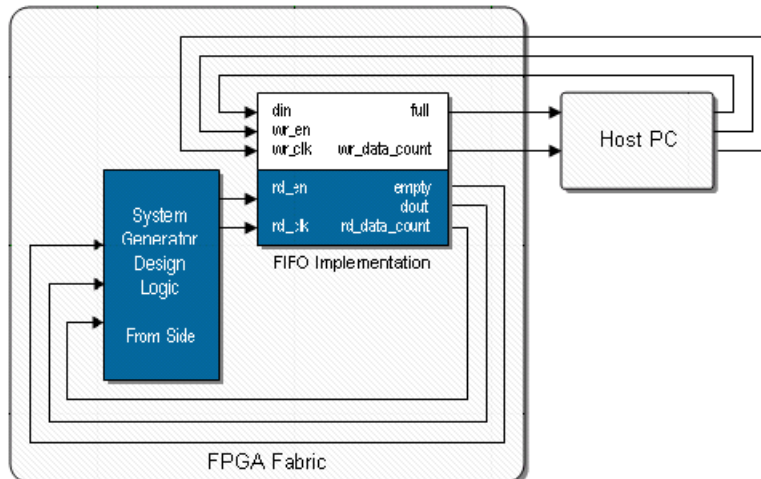 din full
wr_en
wr_clk wr_data_count
rd_en empty
dout
rd_clk rd_data_count
FIFO Implementation
Host PC
System
Generator
Design
Logic
From Side
FPGA Fabric